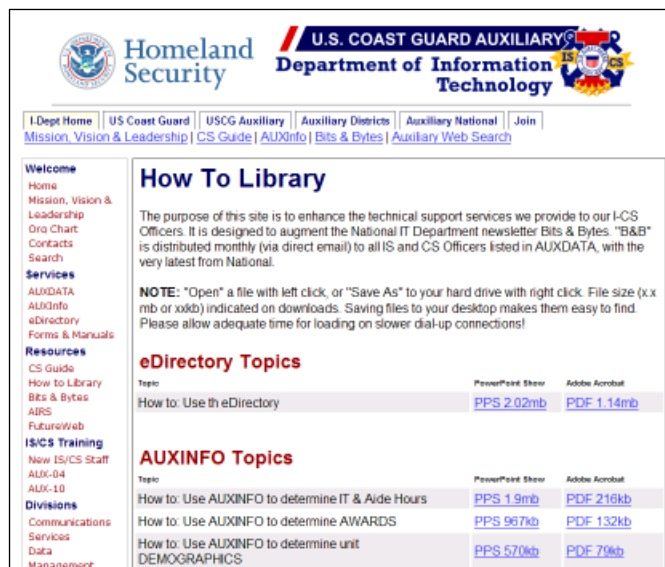 Homeland
Security
U.S. COAST GUARD AUXILIARY
Department of Information
Technology
IS
CS
I-Dept Home
US Coast Guard
USCG Auxiliary
Auxiliary Districts
Auxiliary National
Join
Mission, Vision & Leadership | CS Guide | AUXInfo | Bits & Bytes | Auxiliary Web Search
Welcome
Home
Mission, Vision &
Leadership
Org Chart
Contacts
Search
Services
AUXDATA
AUXInfo
eDirectory
Forms & Manuals
Resources
CS Guide
How to Library
Bits & Bytes
AIRS
FutureWeb
IS/CS Training
New IS/CS Staff
AUX-04
AUX-10
Divisions
Communications
Services
Data
Management
How To Library
The purpose of this site is to enhance the technical support services we provide to our I-CS
Officers. It is designed to augment the National IT Department newsletter Bits & Bytes. "B&B"
is distributed monthly (via direct email) to all IS and CS Officers listed in AUXDATA, with the
very latest from National.
NOTE: "Open" a file with left click, or "Save As" to your hard drive with right click. File size (x.x
mb or xxkb) indicated on downloads. Saving files to your desktop makes them easy to find.
Please allow adequate time for loading on slower dial-up connections!
eDirectory Topics
Topic PowerPoint Show Adobe Acrobat
How to: Use th eDirectory PPS 2.02mb PDF 1.14mb
AUXINFO Topics
Topic PowerPoint Show Adobe Acrobat
How to: Use AUXINFO to determine IT & Aide Hours PPS 1.9mb PDF 216kb
How to: Use AUXINFO to determine AWARDS PPS 967kb PDF 132kb
How to: Use AUXINFO to determine unit
DEMOGRAPHICS PPS 570kb PDF 79kb